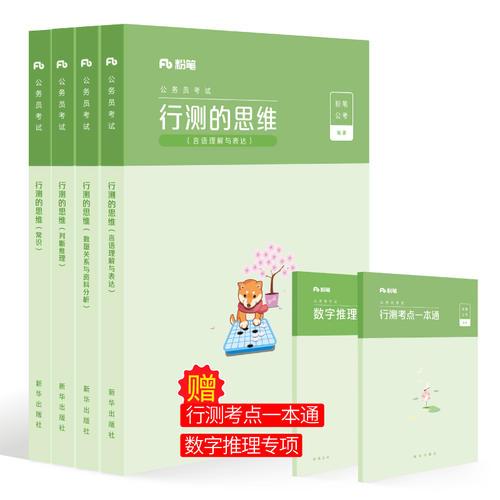 Fb
公务员考试
行测的思维(常识)
新华出版社
Fb
公务员考试
行测的思维(判断推理)
新华出版社
Fb
公务员考试
行测的思维(数量关系与资料分析)
新华出版社
Fb
公务员考试
行测的思维(言语理解与表达)
新华出版社
Fb 粉笔
公务员考试
行测的思维
(言语理解与表达)
粉笔
公考
编著
Fb 粉笔
数字推理
Fb 粉笔
行测考点一本通
赠
行测考点一本通
数字推理专项